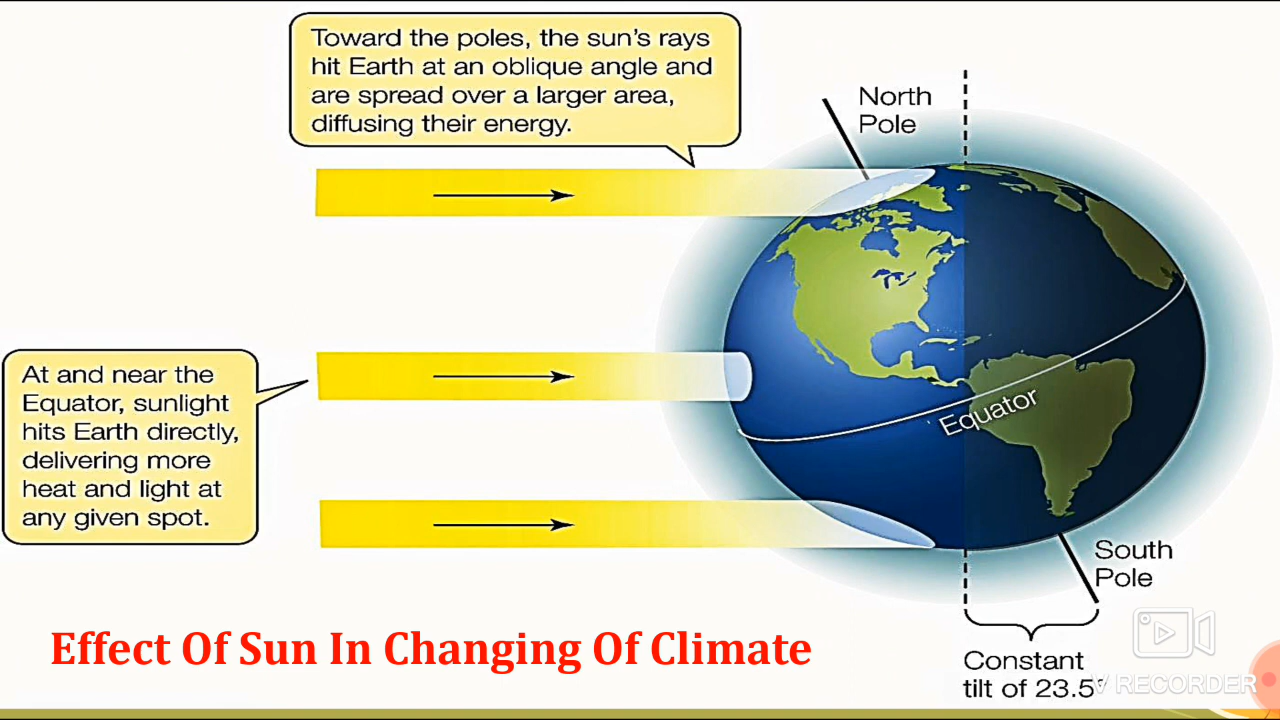 Toward the poles, the sun's rays
hit Earth at an oblique angle and
are spread over a larger area,
diffusing their energy.
North
Pole
At and near the
Equator, sunlight
hits Earth directly,
delivering more
heat and light at
any given spot.
Equator
South
Pole
Effect Of Sun In Changing Of Climate
Constant
tilt of 23.5°
V RECORDER